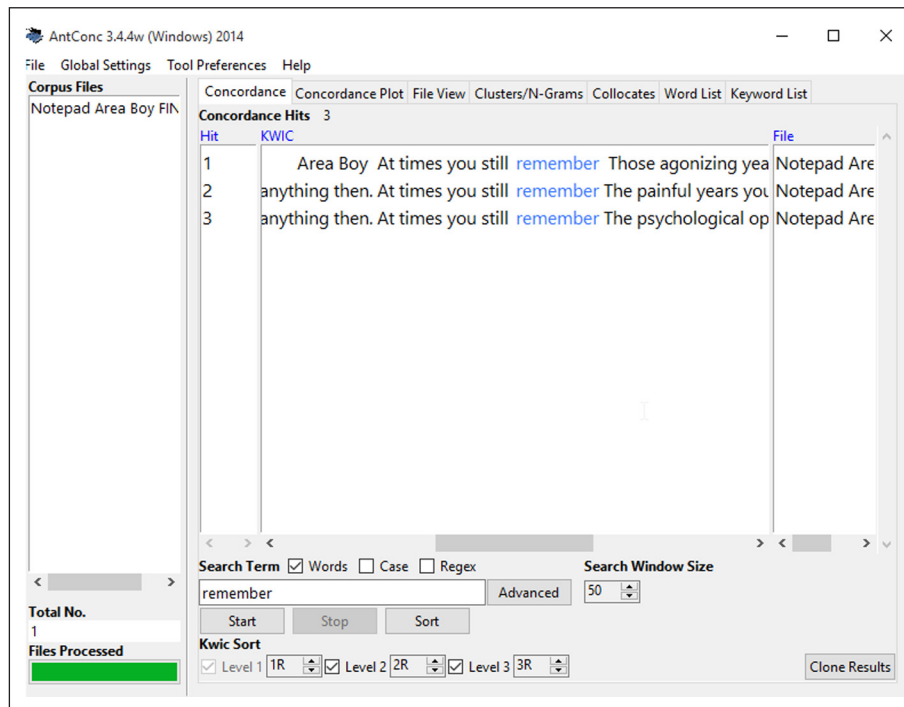 AntConc 3.4.4w (Windows) 2014
File Global Settings Tool Preferences Help
Corpus Files
Notepad Area Boy FIN
Concordance Concordance Plot File View Clusters/N-Grams Collocates Word List Keyword List
Concordance Hits 3
Hit KWIC File
1 Area Boy At times you still remember Those agonizing yea Notepad Are
2 anything then. At times you still remember The painful years you Notepad Are
3 anything then. At times you still remember The psychological op Notepad Are
Search Term Words Case Regex Search Window Size
remember Advanced 50
Start Stop Sort
Kwic Sort
Level 1 1R Level 2 2R Level 3 3R Clone Results
Total No.
1
Files Processed